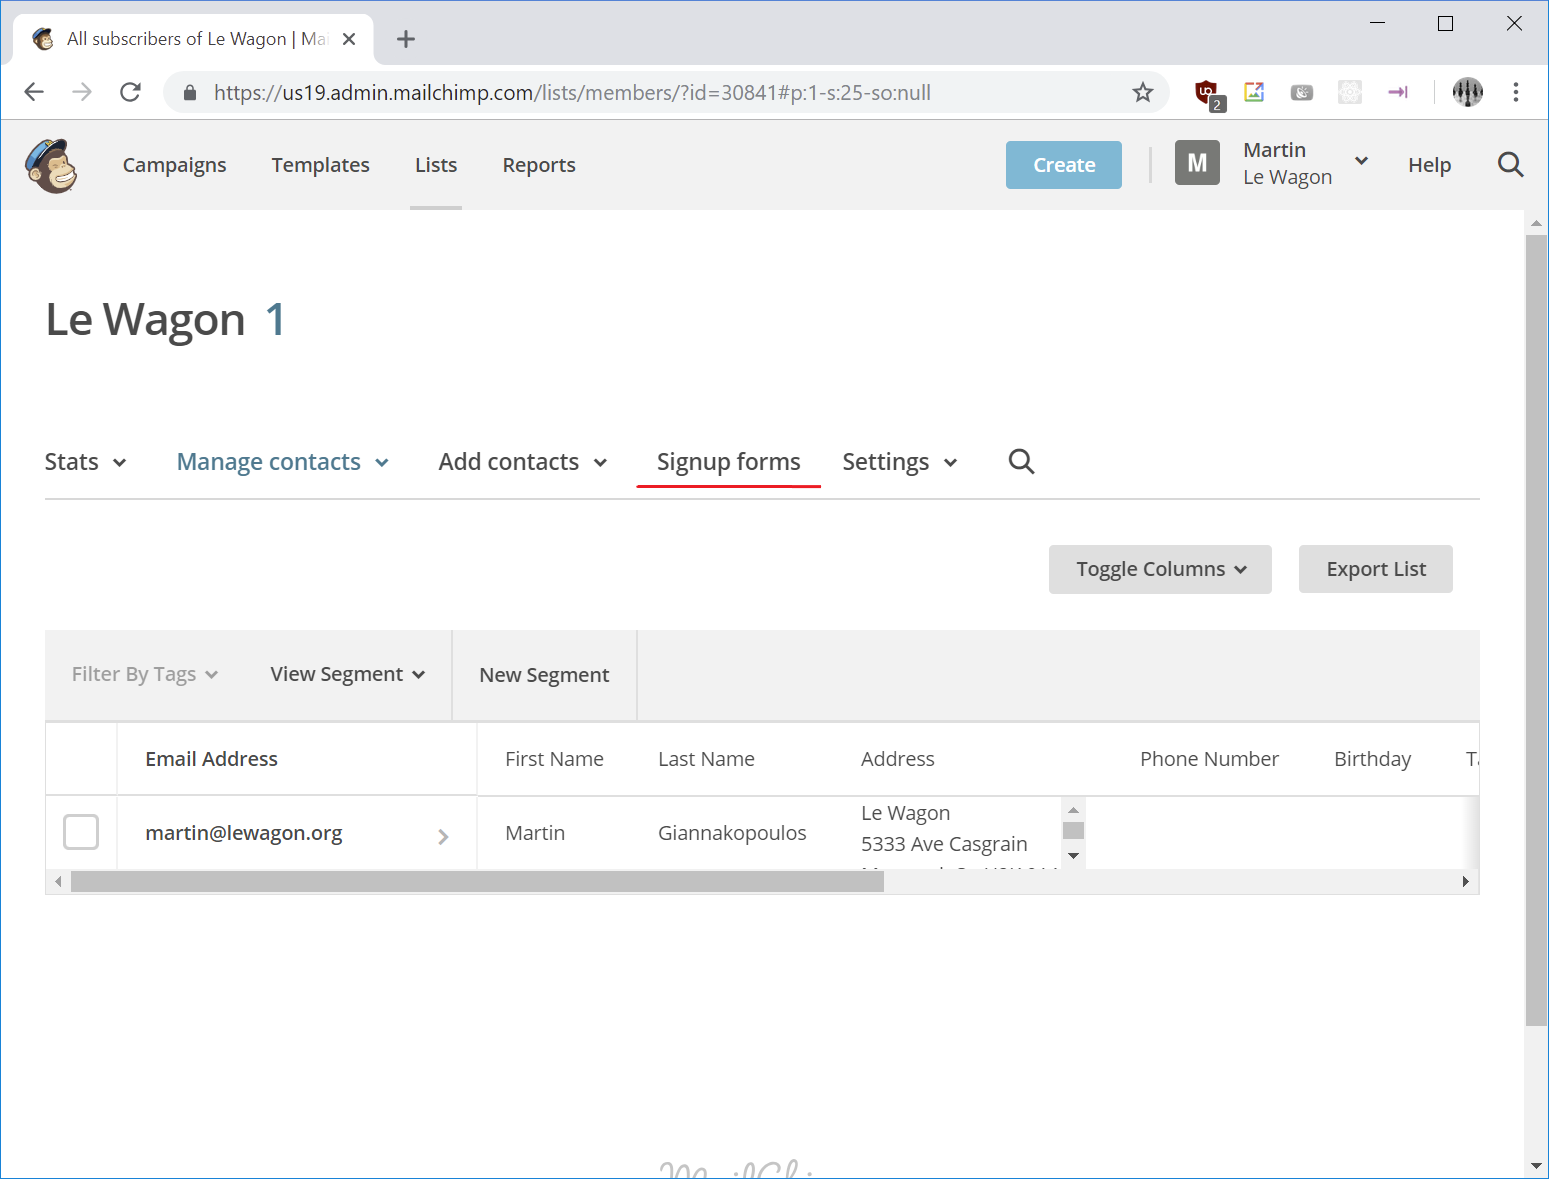 All subscribers of Le Wagon | Mai
https://us19.admin.mailchimp.com/lists/members/?id=30841#p:1-s:25-so:null
2
Campaigns Templates Lists Reports Create M Martin Le Wagon Help
Le Wagon 1
Stats Manage contacts Add contacts Signup forms Settings
Toggle Columns Export List
Filter By Tags View Segment New Segment
Email Address First Name Last Name Address Phone Number Birthday
martin@lewagon.org Martin Giannakopoulos Le Wagon
5333 Ave Casgrain